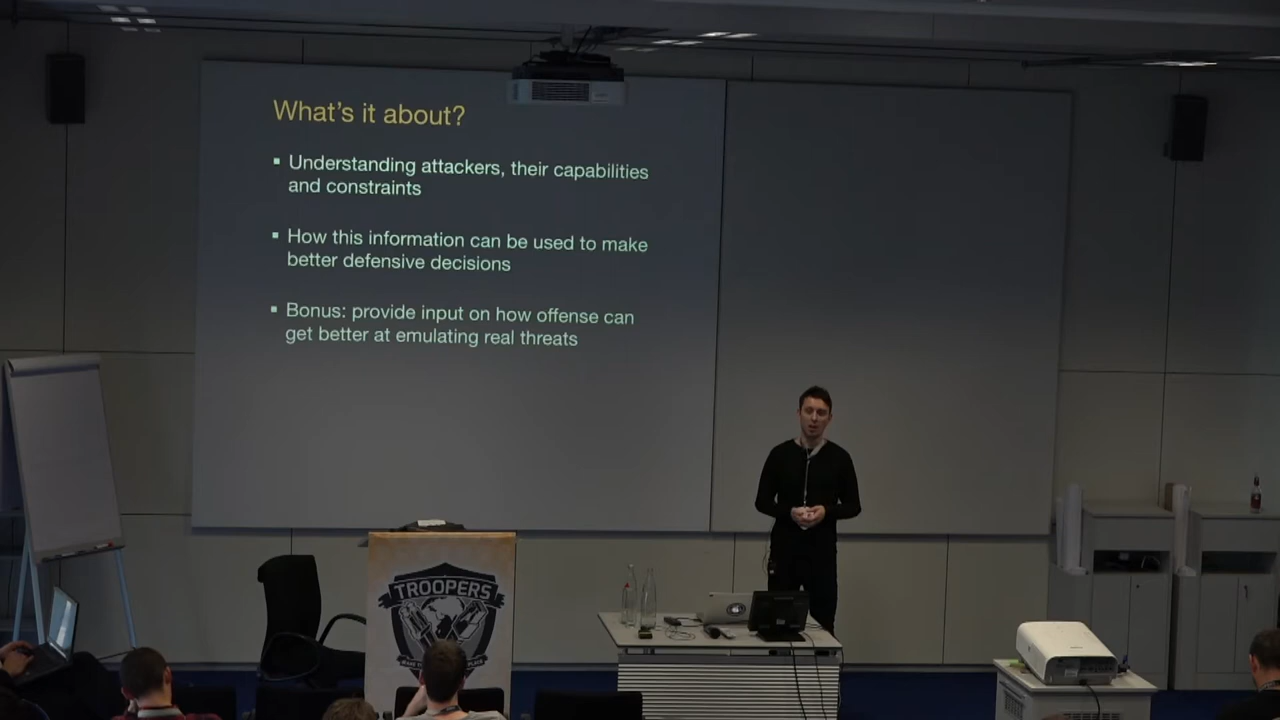 What's it about?
▪ Understanding attackers, their capabilities
and constraints
▪ How this information can be used to make
better defensive decisions
▪ Bonus: provide input on how offense can
get better at emulating real threats
TROOPERS